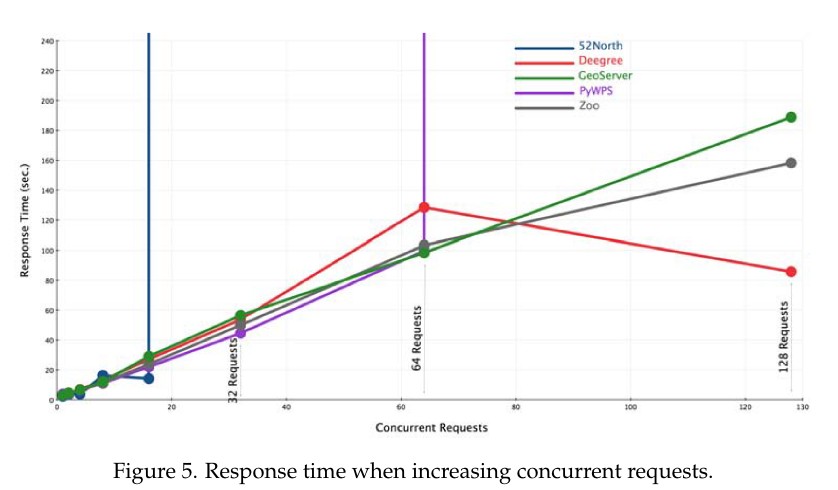 240
220
200
180
160
140
120
100
80
60
40
20
0
Response Time (sec.)
52North
Deegree
GeoServer
PyWPS
Zoo
32 Requests
64 Requests
128 Requests
0 20 40 60 80 100 120 130
Concurrent Requests
Figure 5. Response time when increasing concurrent requests.